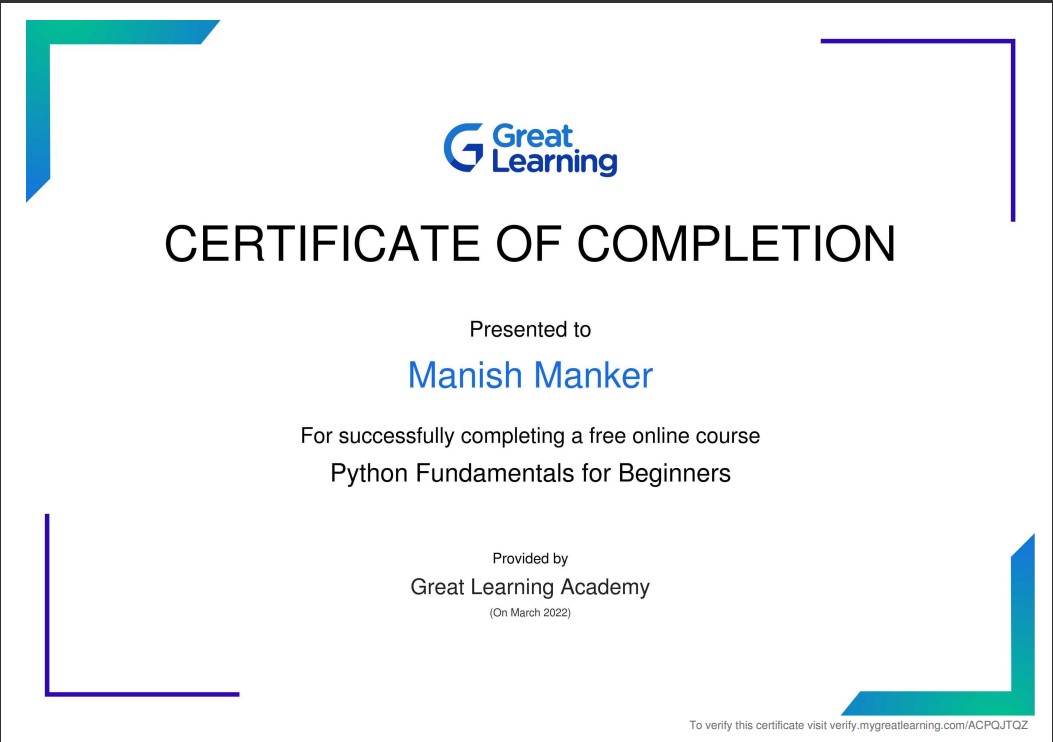 Great
Learning
CERTIFICATE OF COMPLETION
Presented to
Manish Manker
For successfully completing a free online course
Python Fundamentals for Beginners
Provided by
Great Learning Academy
(On March 2022)
To verify this certificate visit verify.mygreatlearning.com/ACPQJTQZ